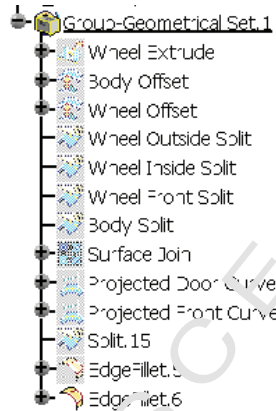 Group-Geometrical Set.1
Wheel Extrude
Body Offset
Wheel Offset
Wheel Outside Split
Wheel Inside Split
Wheel Front Split
Body Split
Surface Join
Projected Door Curve
Projected Front Curve
Split.15
EdgeFillet.5
EdgeFillet.6